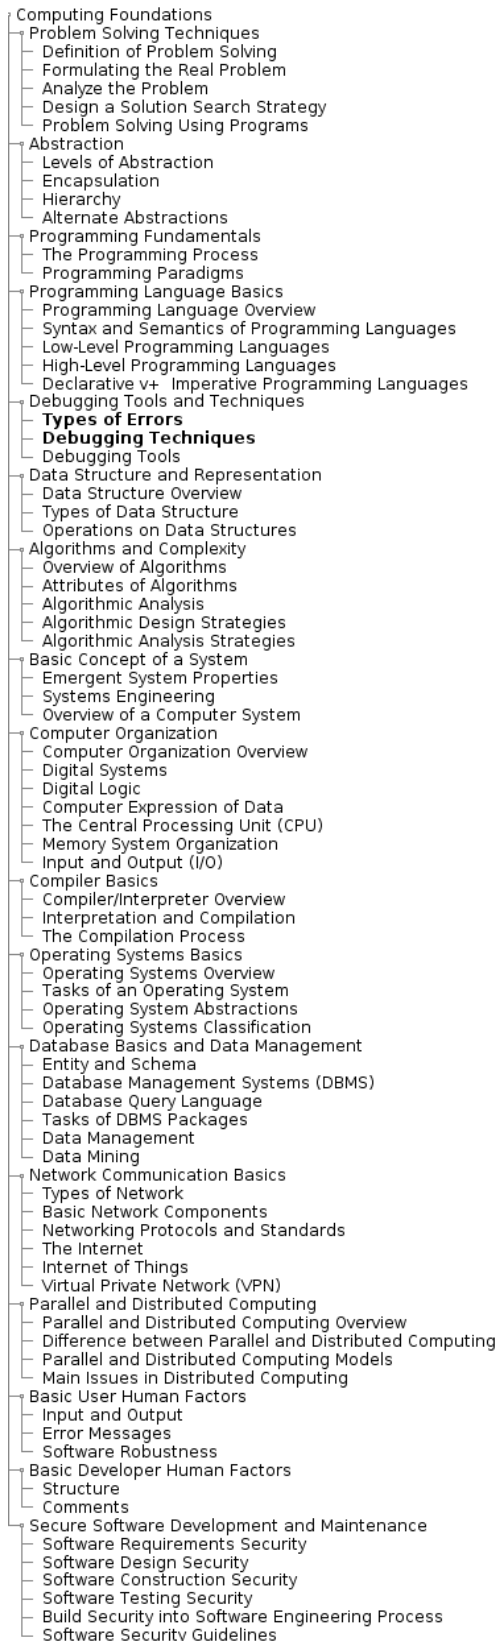 Computing Foundations
Problem Solving Techniques
Definition of Problem Solving
Formulating the Real Problem
Analyze the Problem
Design a Solution Search Strategy
Problem Solving Using Programs
Abstraction
Levels of Abstraction
Encapsulation
Hierarchy
Alternate Abstractions
Programming Fundamentals
The Programming Process
Programming Paradigms
Programming Language Basics
Programming Language Overview
Syntax and Semantics of Programming Languages
Low-Level Programming Languages
High-Level Programming Languages
Declarative v+ Imperative Programming Languages
Debugging Tools and Techniques
Types of Errors
Debugging Techniques
Debugging Tools
Data Structure and Representation
Data Structure Overview
Types of Data Structure
Operations on Data Structures
Algorithms and Complexity
Overview of Algorithms
Attributes of Algorithms
Algorithmic Analysis
Algorithmic Design Strategies
Algorithmic Analysis Strategies
Basic Concept of a System
Emergent System Properties
Systems Engineering
Overview of a Computer System
Computer Organization
Computer Organization Overview
Digital Systems
Digital Logic
Computer Expression of Data
The Central Processing Unit (CPU)
Memory System Organization
Input and Output (I/O)
Compiler Basics
Compiler/Interpreter Overview
Interpretation and Compilation
The Compilation Process
Operating Systems Basics
Operating Systems Overview
Tasks of an Operating System
Operating System Abstractions
Operating Systems Classification
Database Basics and Data Management
Entity and Schema
Database Management Systems (DBMS)
Database Query Language
Tasks of DBMS Packages
Data Management
Data Mining
Network Communication Basics
Types of Network
Basic Network Components
Networking Protocols and Standards
The Internet
Internet of Things
Virtual Private Network (VPN)
Parallel and Distributed Computing
Parallel and Distributed Computing Overview
Difference between Parallel and Distributed Computing
Parallel and Distributed Computing Models
Main Issues in Distributed Computing
Basic User Human Factors
Input and Output
Error Messages
Software Robustness
Basic Developer Human Factors
Structure
Comments
Secure Software Development and Maintenance
Software Requirements Security
Software Design Security
Software Construction Security
Software Testing Security
Build Security into Software Engineering Process
Software Security Guidelines